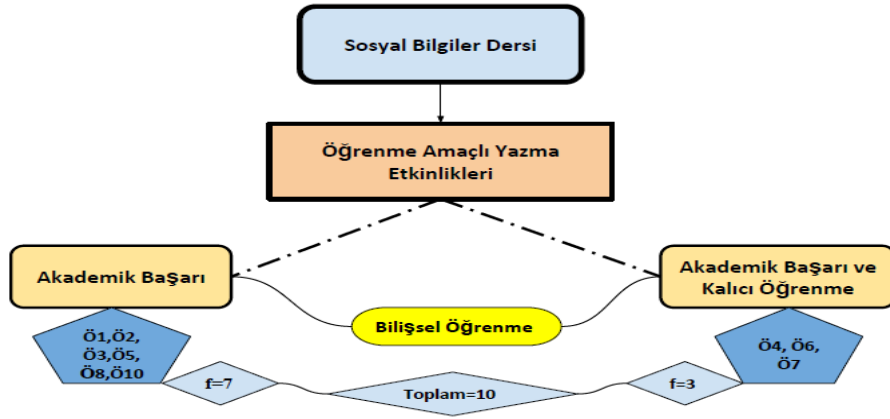 Sosyal Bilgiler Dersi
Öğrenme Amaçlı Yazma
Etkinlikleri
Akademik Başarı
Akademik Başarı ve
Kalıcı Öğrenme
Bilişsel Öğrenme
Ö1,Ö2,
Ö3,Ö5,
Ö8,Ö10
Ö4, Ö6,
Ö7
f=7
Toplam=10
f=3